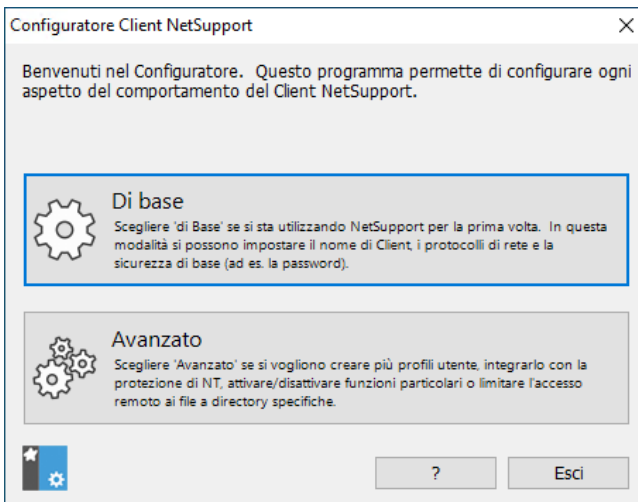 Configuratore Client NetSupport
Benvenuti nel Configuratore. Questo programma permette di configurare ogni
aspetto del comportamento del Client NetSupport.
Di base
Scegliere 'di Base' se si sta utilizzando NetSupport per la prima volta. In questa
modalità si possono impostare il nome di Client, i protocolli di rete e la
sicurezza di base (ad es. la password).
Avanzato
Scegliere 'Avanzato' se si vogliono creare più profili utente, integrarlo con la
protezione di NT, attivare/disattivare funzioni particolari o limitare l'accesso
remoto ai file a directory specifiche.
?
Esci